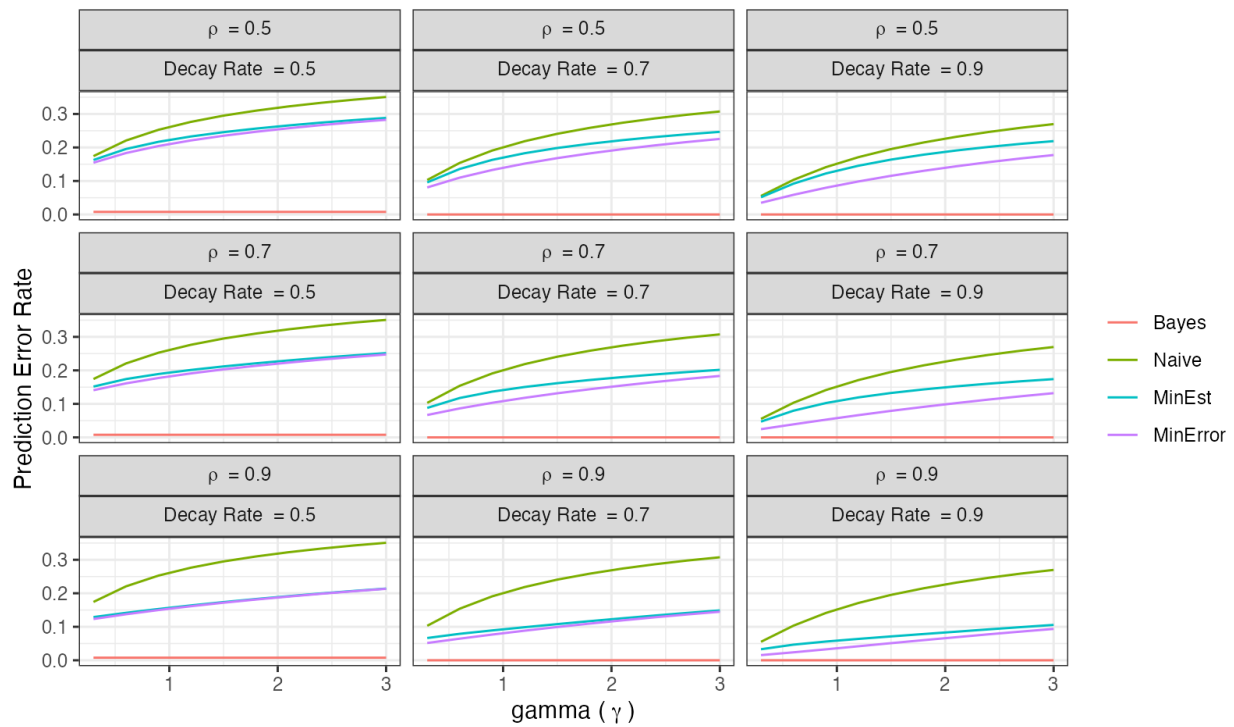 ρ = 0.5
ρ = 0.5
ρ = 0.5
Decay Rate = 0.5
Decay Rate = 0.7
Decay Rate = 0.9
0.3
0.2
0.1
0.0
ρ = 0.7
ρ = 0.7
ρ = 0.7
Decay Rate = 0.5
Decay Rate = 0.7
Decay Rate = 0.9
0.3
0.2
0.1
0.0
ρ = 0.9
ρ = 0.9
ρ = 0.9
Decay Rate = 0.5
Decay Rate = 0.7
Decay Rate = 0.9
0.3
0.2
0.1
0.0
1 2 3
1 2 3
1 2 3
gamma ( γ )
Prediction Error Rate
Bayes
Naive
MinEst
MinError